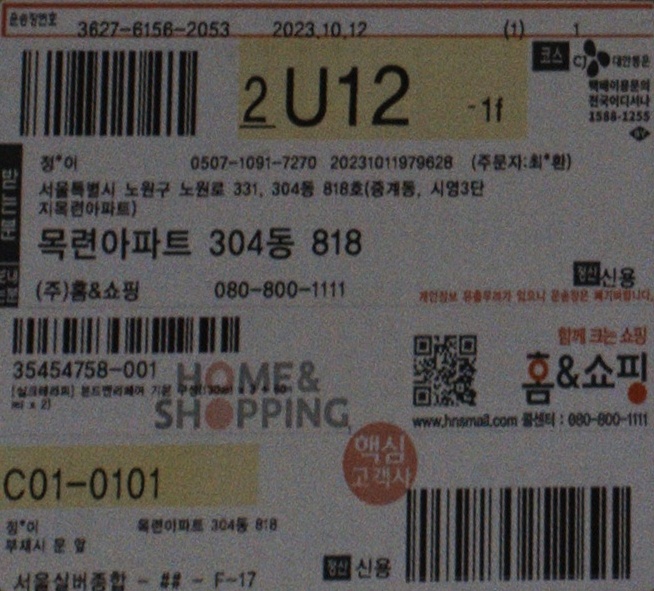 운송장번호 3627-6156-2053 2023.10.12 (1) 1
2 U12 -1f
코스 CJ 대한통운
택배이용문의
전국어디서나
1588-1255
받는분
정*이 0507-1091-7270 20231011979628 (주문자:최*환)
서울특별시 노원구 노원로 331, 304동 818호(중계동, 시영3단
지목련아파트)
목련아파트 304동 818
(주)홈&쇼핑 080-800-1111
정산 신용
개인정보 유출우려가 있으니 운송장은 폐기바랍니다.
35454758-001
HOME&
SHOPPING
함께 크는 쇼핑
홈&쇼핑
www.hnsmall.com 콜센터 : 080-800-1111
핵심
고객사
C01-0101
정*이 목련아파트 304동 818
부재시 문 앞
정산 신용
서울실버종합 - ## - F-17